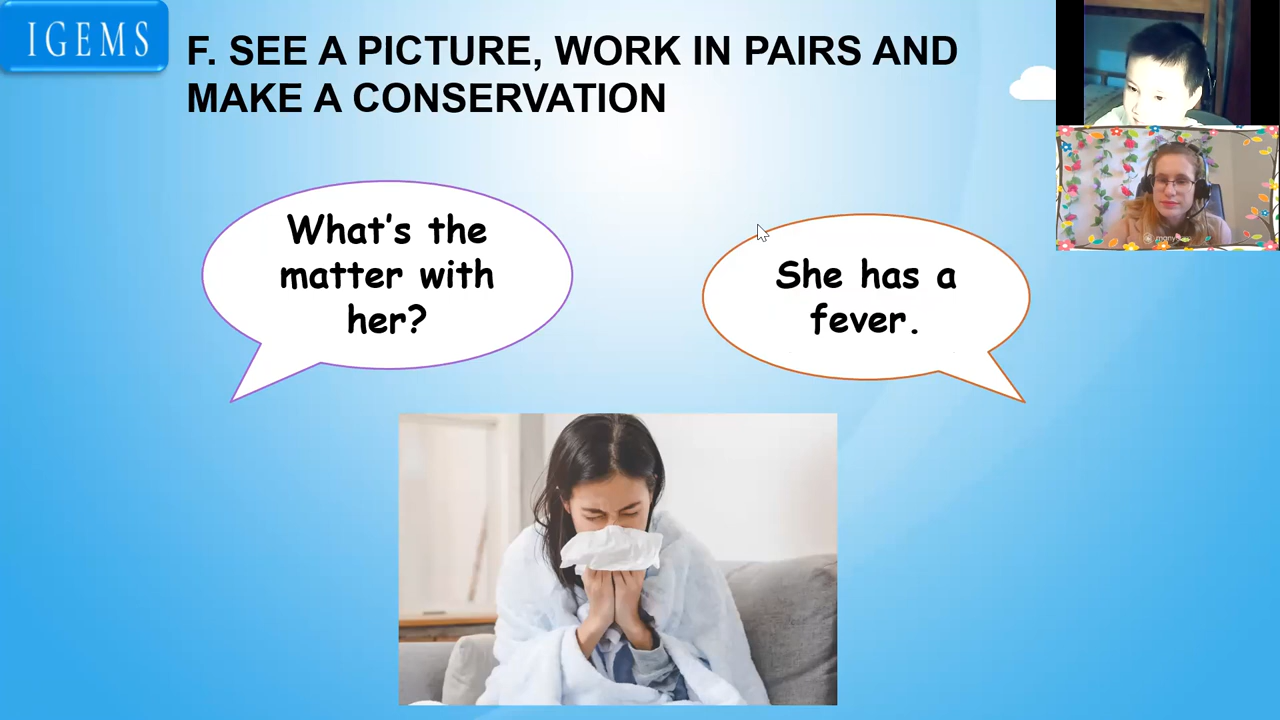 IGEMS
F. SEE A PICTURE, WORK IN PAIRS AND
MAKE A CONSERVATION
What's the
matter with
her?
She has a
fever.